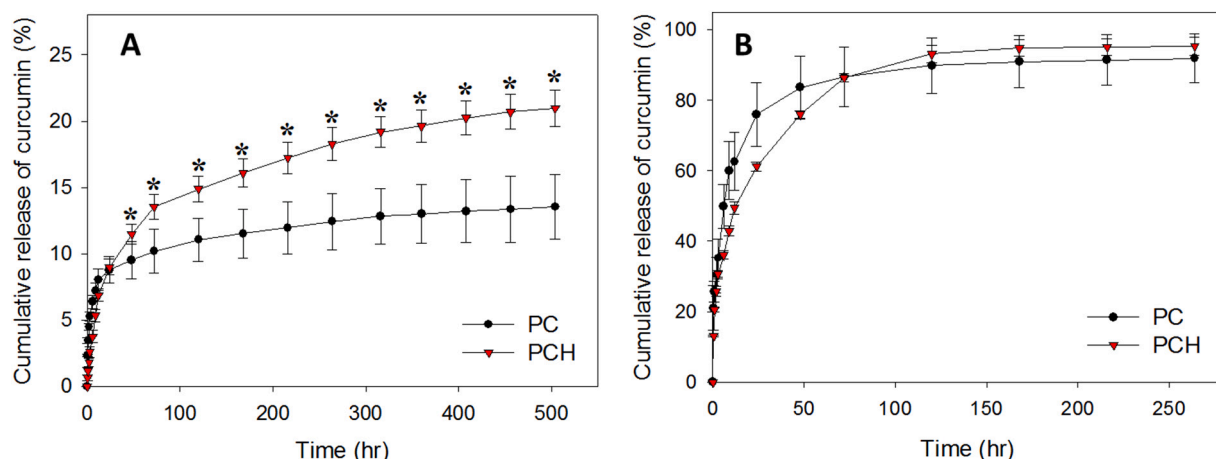 A
Cumulative release of curcumin (%)
25
20
15
10
5
0
* * * * * * * * * * *
PC
PCH
0 100 200 300 400 500
Time (hr)
B
Cumulative release of curcumin (%)
100
80
60
40
20
0
PC
PCH
0 50 100 150 200 250
Time (hr)